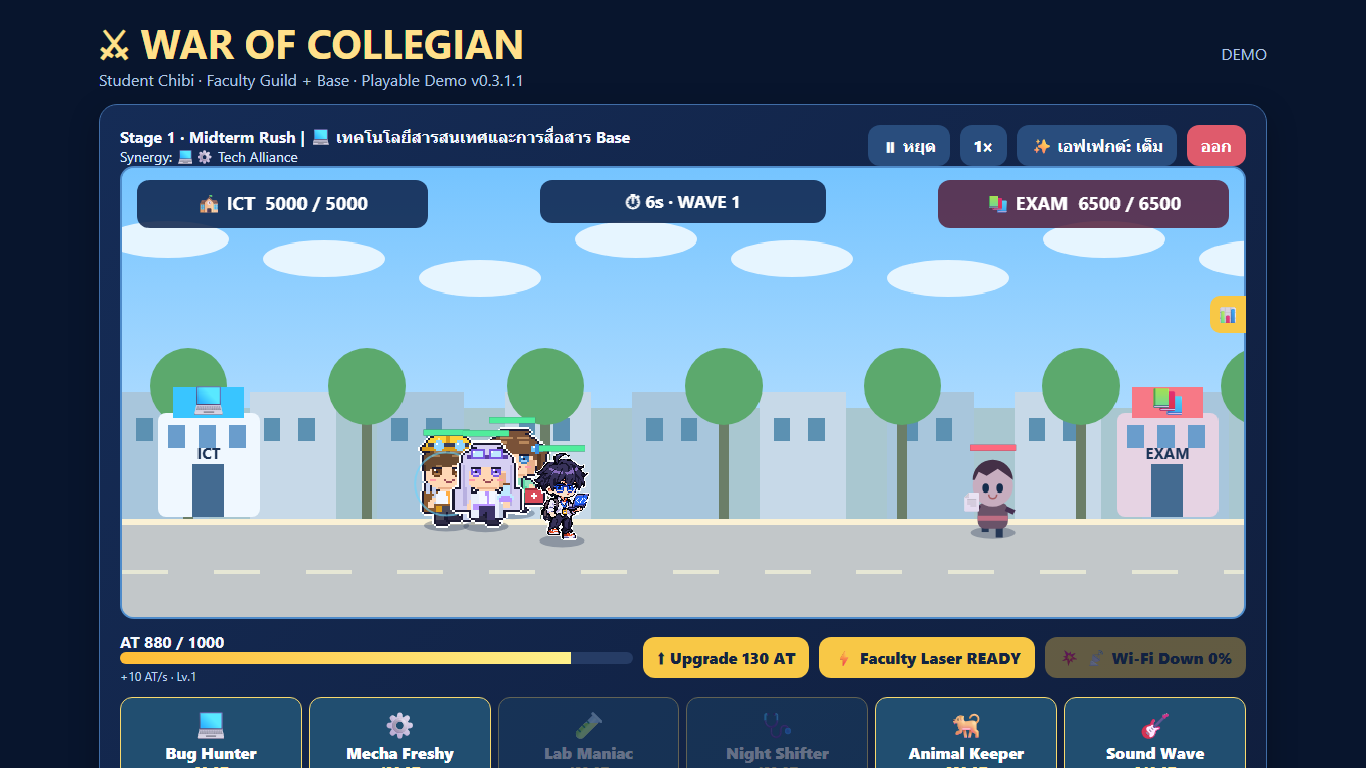 ⚔ WAR OF COLLEGIAN
Student Chibi · Faculty Guild + Base · Playable Demo v0.3.1.1
DEMO
Stage 1 · Midterm Rush | 💻 เทคโนโลยีสารสนเทศและการสื่อสาร Base
Synergy: 💻 ⚙️ Tech Alliance
⏸ หยุด
1×
✨ เอฟเฟกต์: เต็ม
ออก
🏫 ICT 5000 / 5000
⏱ 6s · WAVE 1
📚 EXAM 6500 / 6500
ICT
EXAM
AT 880 / 1000
+10 AT/s · Lv.1
⬆ Upgrade 130 AT
⚡ Faculty Laser READY
Wi-Fi Down 0%
Bug Hunter
Mecha Freshy
Lab Maniac
Night Shifter
Animal Keeper
Sound Wave